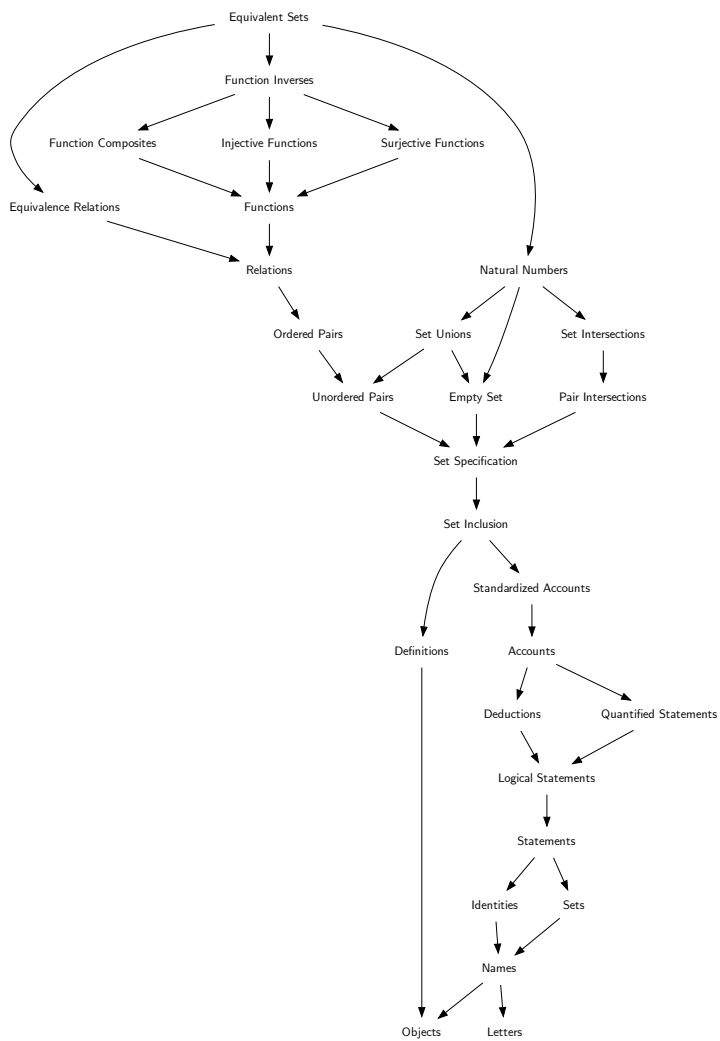 Equivalent Sets
Function Inverses
Function Composites
Injective Functions
Surjective Functions
Equivalence Relations
Functions
Relations
Natural Numbers
Ordered Pairs
Set Unions
Set Intersections
Unordered Pairs
Empty Set
Pair Intersections
Set Specification
Set Inclusion
Standardized Accounts
Definitions
Accounts
Deductions
Quantified Statements
Logical Statements
Statements
Identities
Sets
Names
Objects
Letters